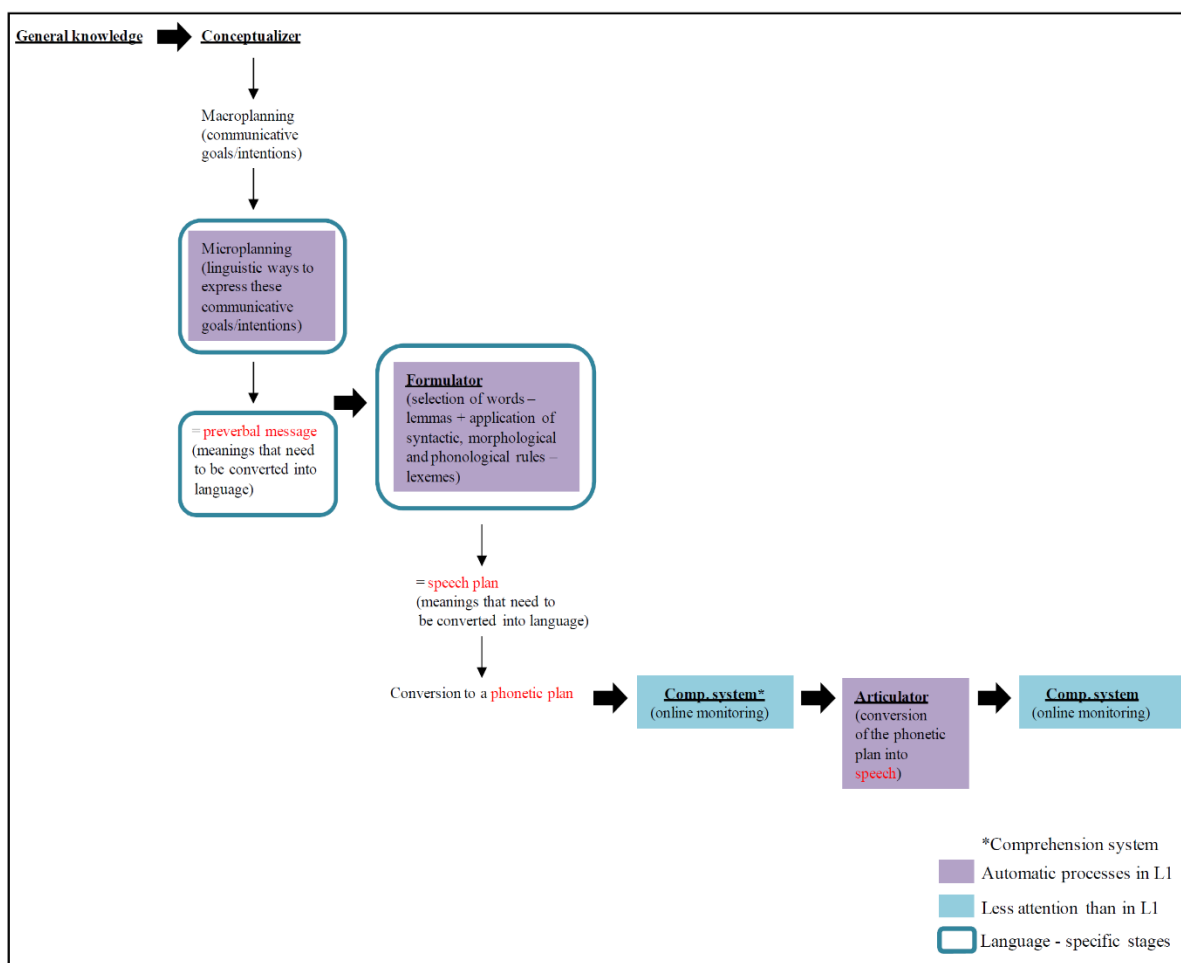 General knowledge
Conceptualizer
Macroplanning
(communicative
goals/intentions)
Microplanning
(linguistic ways to
express these
communicative
goals/intentions)
= preverbal message
(meanings that need
to be converted into
language)
Formulator
(selection of words –
lemmas + application of
syntactic, morphological
and phonological rules –
lexemes)
= speech plan
(meanings that need to
be converted into language)
Conversion to a phonetic plan
Comp. system*
(online monitoring)
Articulator
(conversion
of the phonetic
plan into
speech)
Comp. system
(online monitoring)
*Comprehension system
Automatic processes in L1
Less attention than in L1
Language - specific stages